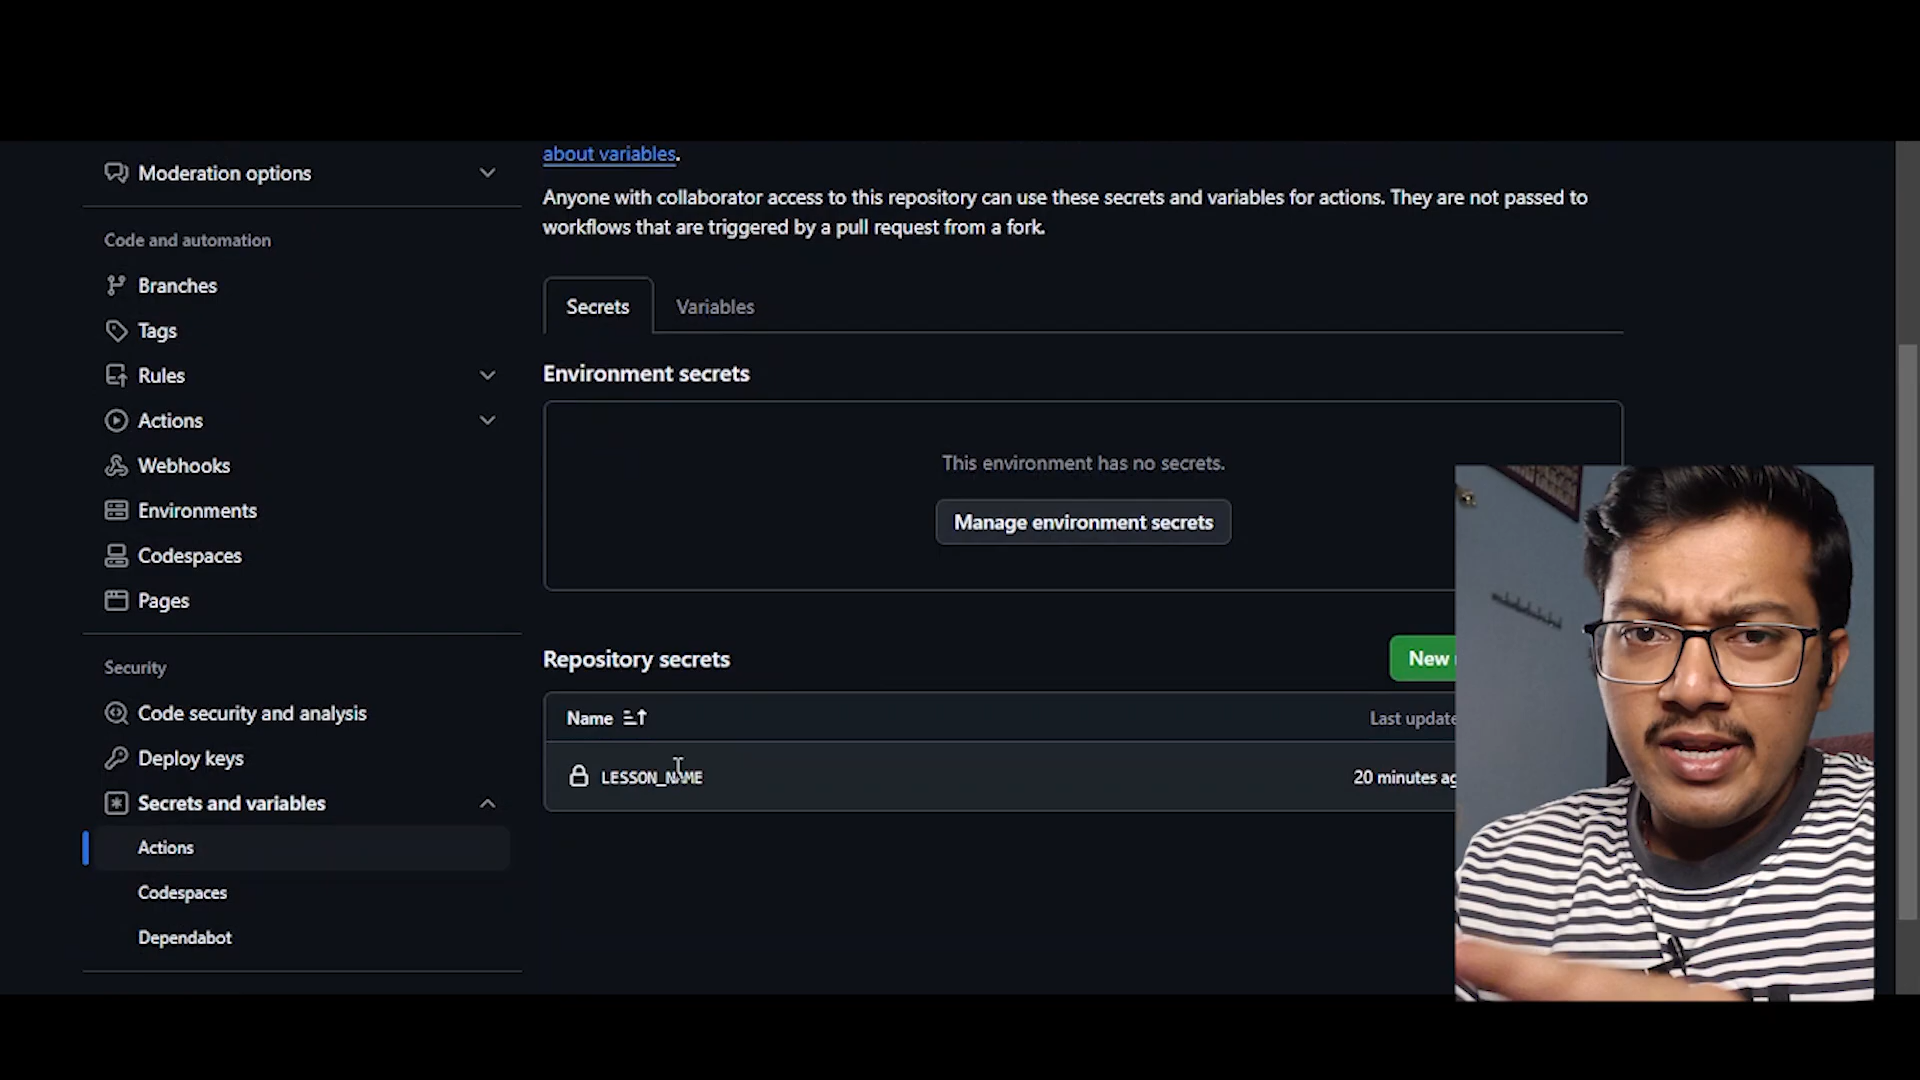 about variables.
Moderation options
Anyone with collaborator access to this repository can use these secrets and variables for actions. They are not passed to
workflows that are triggered by a pull request from a fork.
Code and automation
Branches
Tags
Rules
Actions
Webhooks
Environments
Codespaces
Pages
Security
Code security and analysis
Deploy keys
Secrets and variables
Actions
Codespaces
Dependabot
Secrets
Variables
Environment secrets
This environment has no secrets.
Manage environment secrets
Repository secrets
New
Name
Last update
LESSON_NAME
20 minutes ag